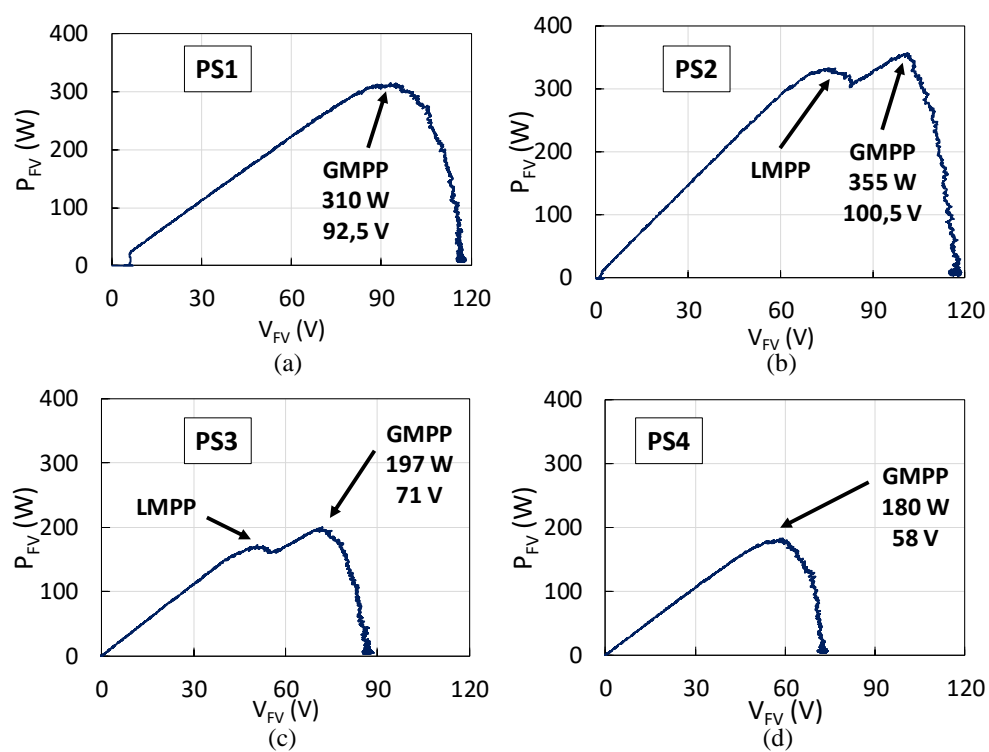 400
300
200
100
0
P_FV (W)
PS1
GMPP
310 W
92,5 V
0 30 60 90 120
V_FV (V)
(a)
400
300
200
100
0
P_FV (W)
PS2
LMPP
GMPP
355 W
100,5 V
0 30 60 90 120
V_FV (V)
(b)
400
300
200
100
0
P_FV (W)
PS3
LMPP
GMPP
197 W
71 V
0 30 60 90 120
V_FV (V)
(c)
400
300
200
100
0
P_FV (W)
PS4
GMPP
180 W
58 V
0 30 60 90 120
V_FV (V)
(d)